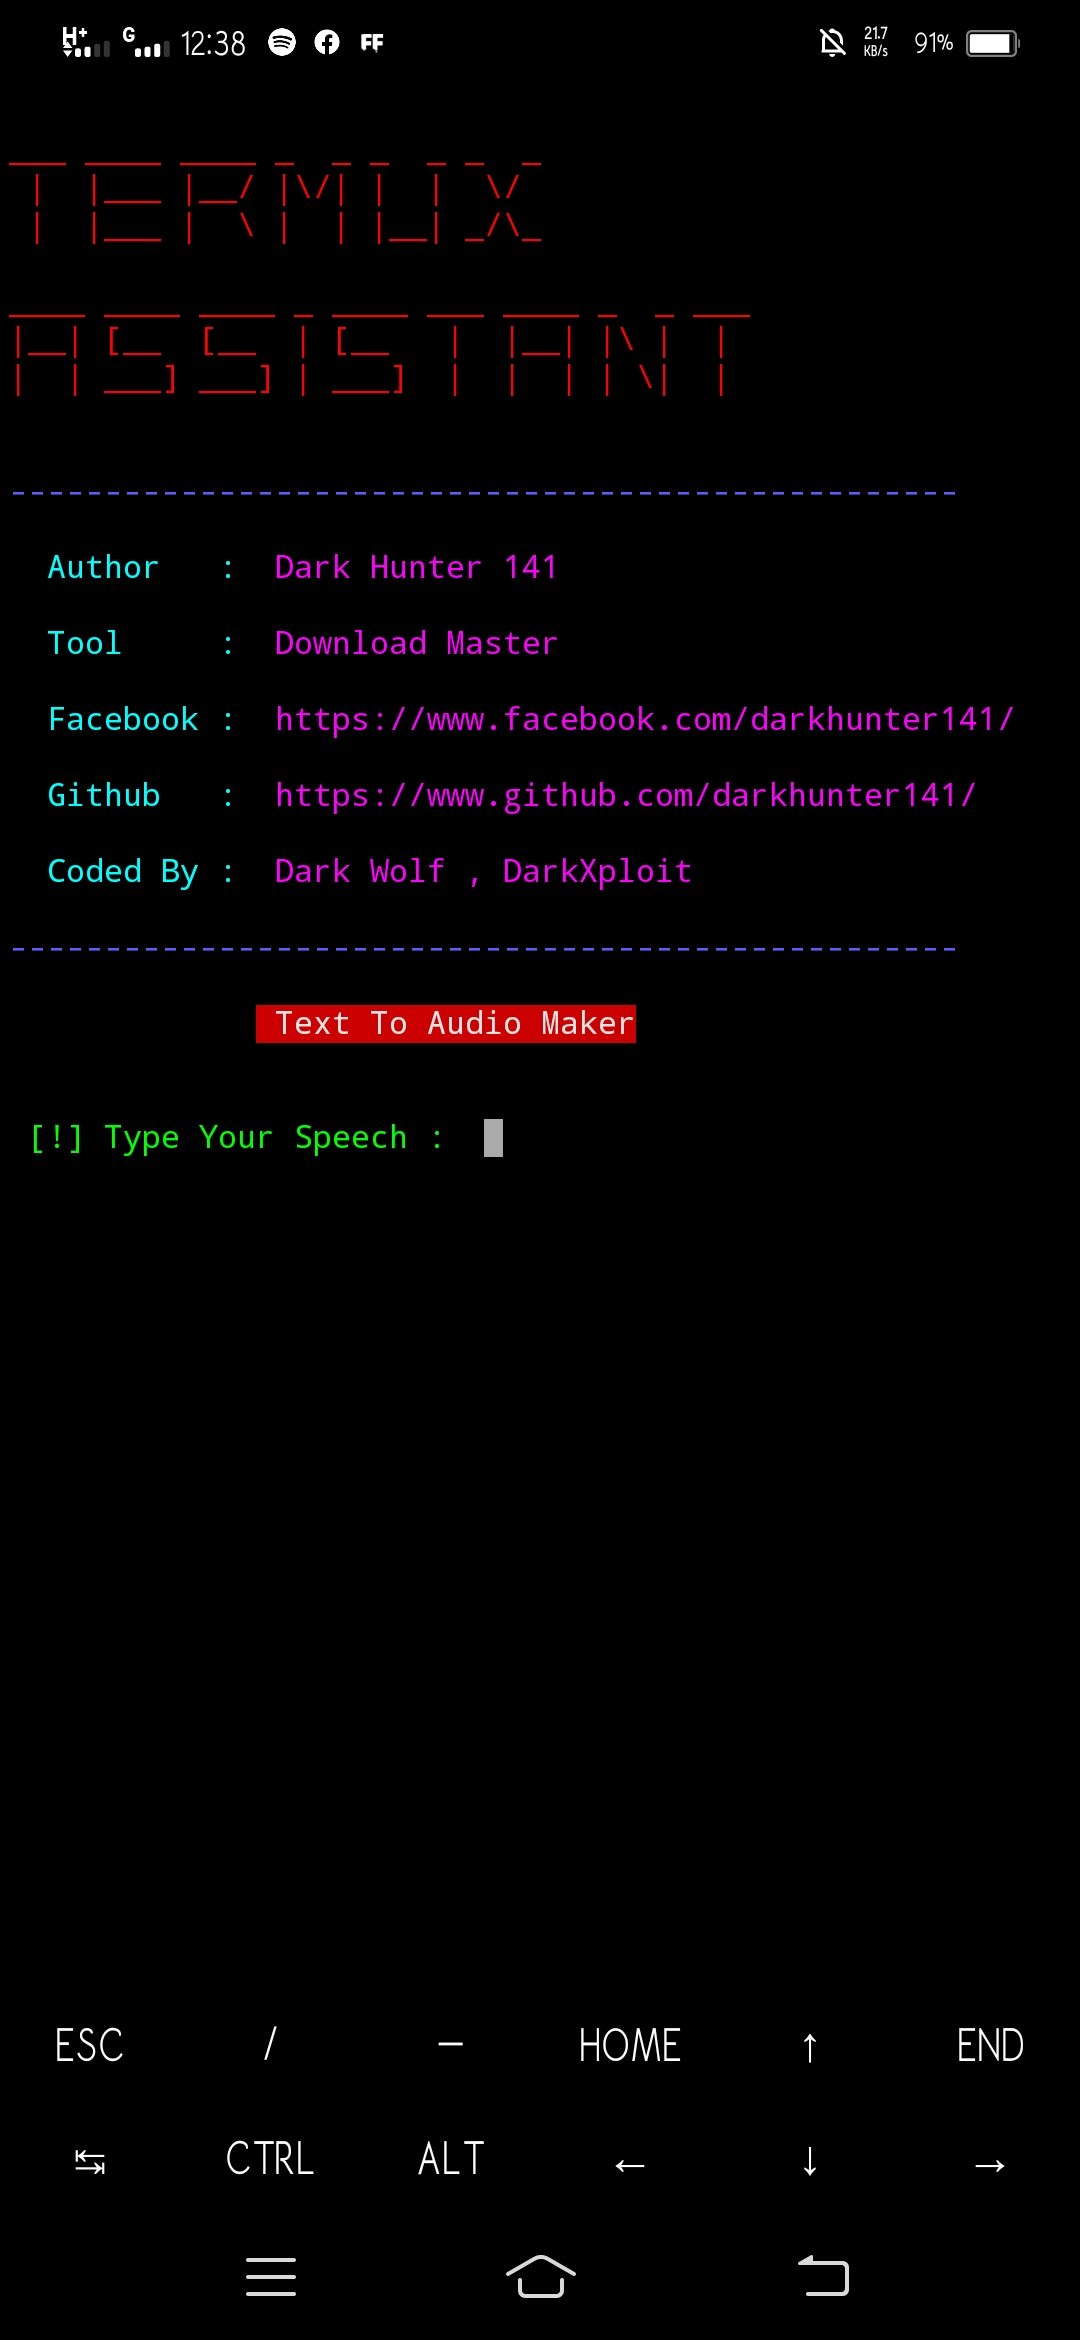 H+ G 12:38 FF 21.7 KB/s 91%
TERMUX
ASSISTANT
--------------------------------------------------
Author : Dark Hunter 141
Tool : Download Master
Facebook : https://www.facebook.com/darkhunter141/
Github : https://www.github.com/darkhunter141/
Coded By : Dark Wolf , DarkXploit
--------------------------------------------------
Text To Audio Maker
[!] Type Your Speech :
ESC / — HOME ↑ END
↹ CTRL ALT ← ↓ →